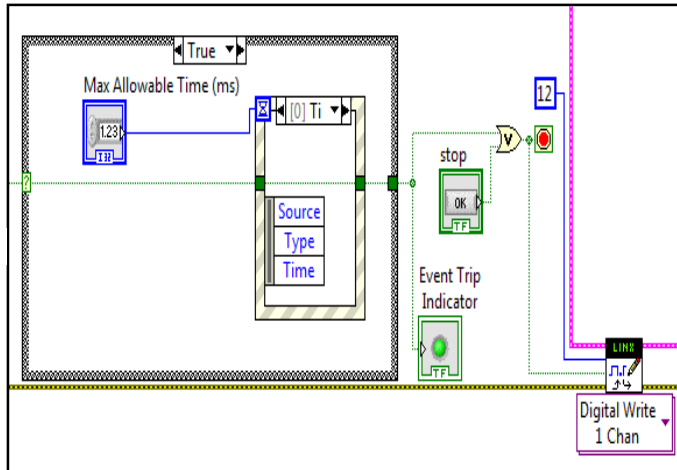 True
Max Allowable Time (ms)
1.23
I32
[0] Ti
?
Source
Type
Time
12
V
stop
OK
TF
Event Trip
Indicator
TF
LINX
Digital Write
1 Chan